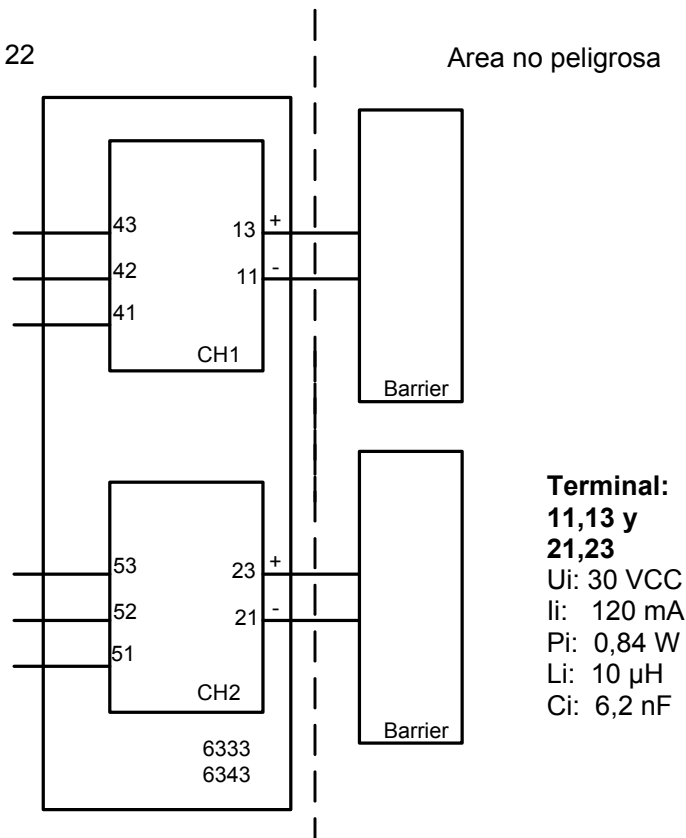 22
Area no peligrosa
43
13 +
42
11 -
41
CH1
Barrier
53
23 +
52
21 -
51
CH2
Barrier
6333
6343
Terminal:
11,13 y
21,23
Ui: 30 VCC
Ii: 120 mA
Pi: 0,84 W
Li: 10 µH
Ci: 6,2 nF